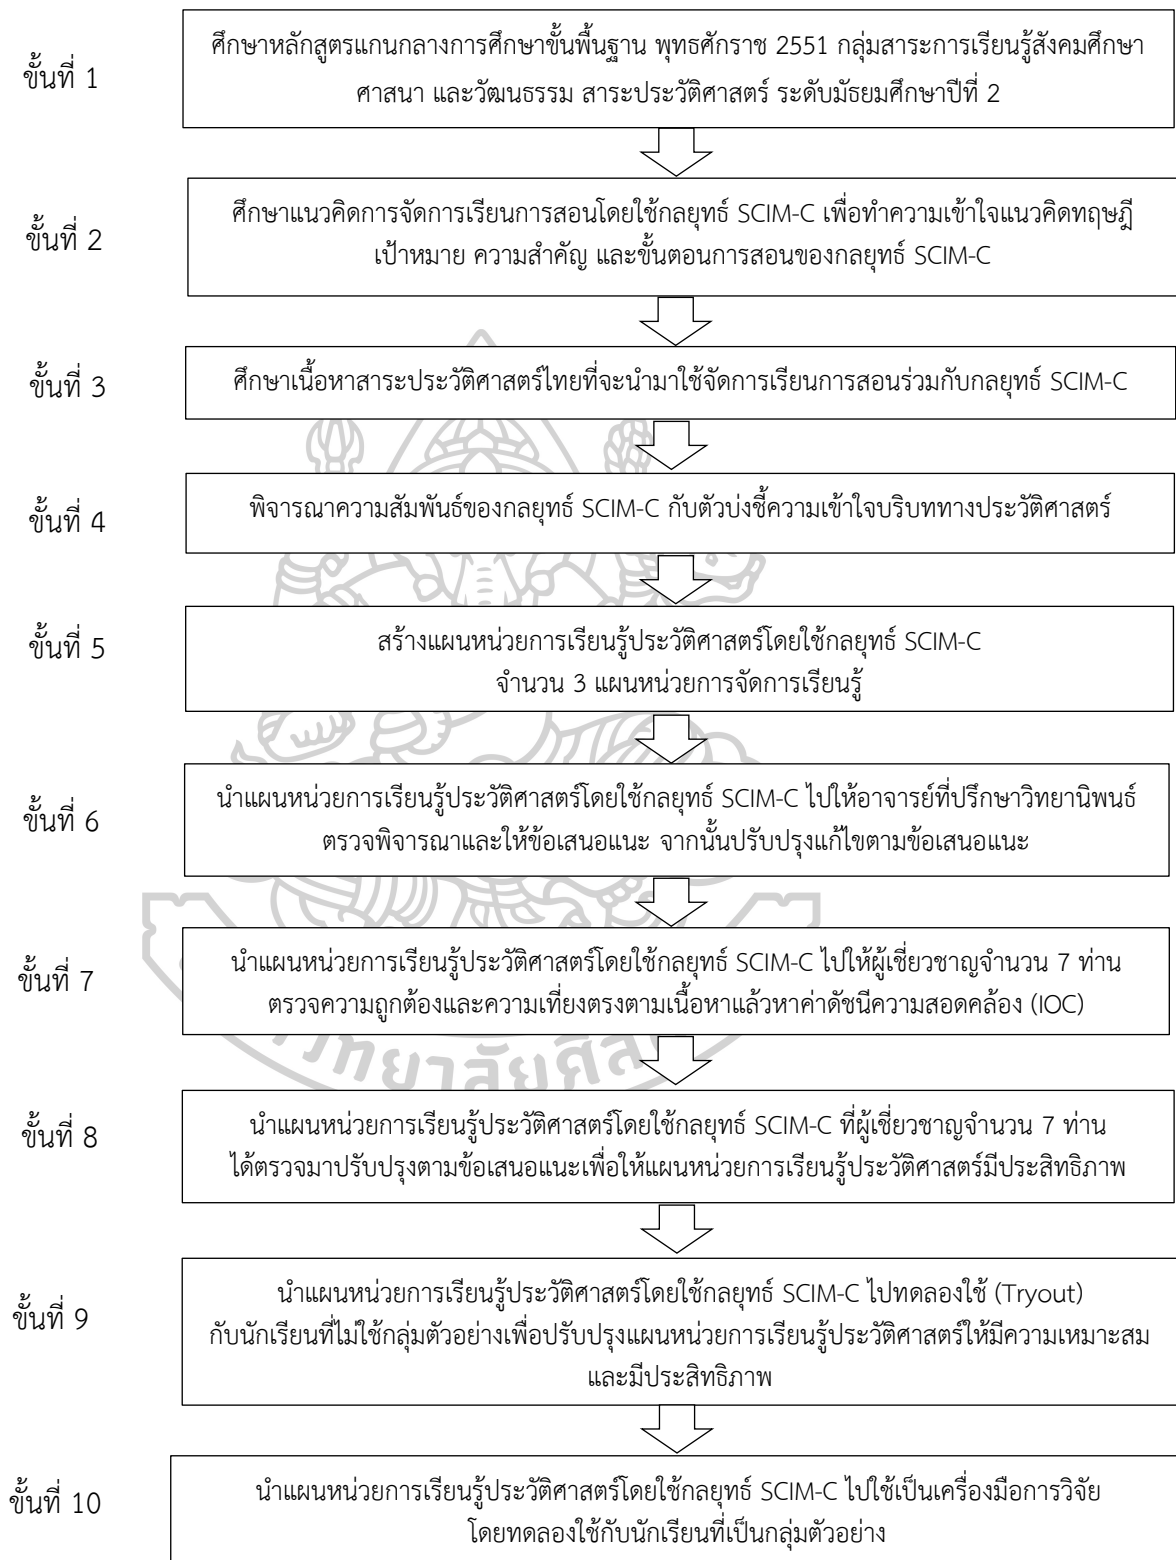 ขั้นที่ 1
ศึกษาหลักสูตรแกนกลางการศึกษาขั้นพื้นฐาน พุทธศักราช 2551 กลุ่มสาระการเรียนรู้สังคมศึกษา
ศาสนา และวัฒนธรรม สาระประวัติศาสตร์ ระดับมัธยมศึกษาปีที่ 2
ขั้นที่ 2
ศึกษาแนวคิดการจัดการเรียนการสอนโดยใช้กลยุทธ์ SCIM-C เพื่อทำความเข้าใจแนวคิดทฤษฎี
เป้าหมาย ความสำคัญ และขั้นตอนการสอนของกลยุทธ์ SCIM-C
ขั้นที่ 3
ศึกษาเนื้อหาสาระประวัติศาสตร์ไทยที่จะนำมาใช้จัดการเรียนการสอนร่วมกับกลยุทธ์ SCIM-C
ขั้นที่ 4
พิจารณาความสัมพันธ์ของกลยุทธ์ SCIM-C กับตัวบ่งชี้ความเข้าใจบริบททางประวัติศาสตร์
ขั้นที่ 5
สร้างแผนหน่วยการเรียนรู้ประวัติศาสตร์โดยใช้กลยุทธ์ SCIM-C
จำนวน 3 แผนหน่วยการจัดการเรียนรู้
ขั้นที่ 6
นำแผนหน่วยการเรียนรู้ประวัติศาสตร์โดยใช้กลยุทธ์ SCIM-C ไปให้อาจารย์ที่ปรึกษาวิทยานิพนธ์
ตรวจพิจารณาและให้ข้อเสนอแนะ จากนั้นปรับปรุงแก้ไขตามข้อเสนอแนะ
ขั้นที่ 7
นำแผนหน่วยการเรียนรู้ประวัติศาสตร์โดยใช้กลยุทธ์ SCIM-C ไปให้ผู้เชี่ยวชาญจำนวน 7 ท่าน
ตรวจความถูกต้องและความเที่ยงตรงตามเนื้อหาแล้วหาค่าดัชนีความสอดคล้อง (IOC)
ขั้นที่ 8
นำแผนหน่วยการเรียนรู้ประวัติศาสตร์โดยใช้กลยุทธ์ SCIM-C ที่ผู้เชี่ยวชาญจำนวน 7 ท่าน
ได้ตรวจมาปรับปรุงตามข้อเสนอแนะเพื่อให้แผนหน่วยการเรียนรู้ประวัติศาสตร์มีประสิทธิภาพ
ขั้นที่ 9
นำแผนหน่วยการเรียนรู้ประวัติศาสตร์โดยใช้กลยุทธ์ SCIM-C ไปทดลองใช้ (Tryout)
กับนักเรียนที่ไม่ใช้กลุ่มตัวอย่างเพื่อปรับปรุงแผนหน่วยการเรียนรู้ประวัติศาสตร์ให้มีความเหมาะสม
และมีประสิทธิภาพ
ขั้นที่ 10
นำแผนหน่วยการเรียนรู้ประวัติศาสตร์โดยใช้กลยุทธ์ SCIM-C ไปใช้เป็นเครื่องมือการวิจัย
โดยทดลองใช้กับนักเรียนที่เป็นกลุ่มตัวอย่าง